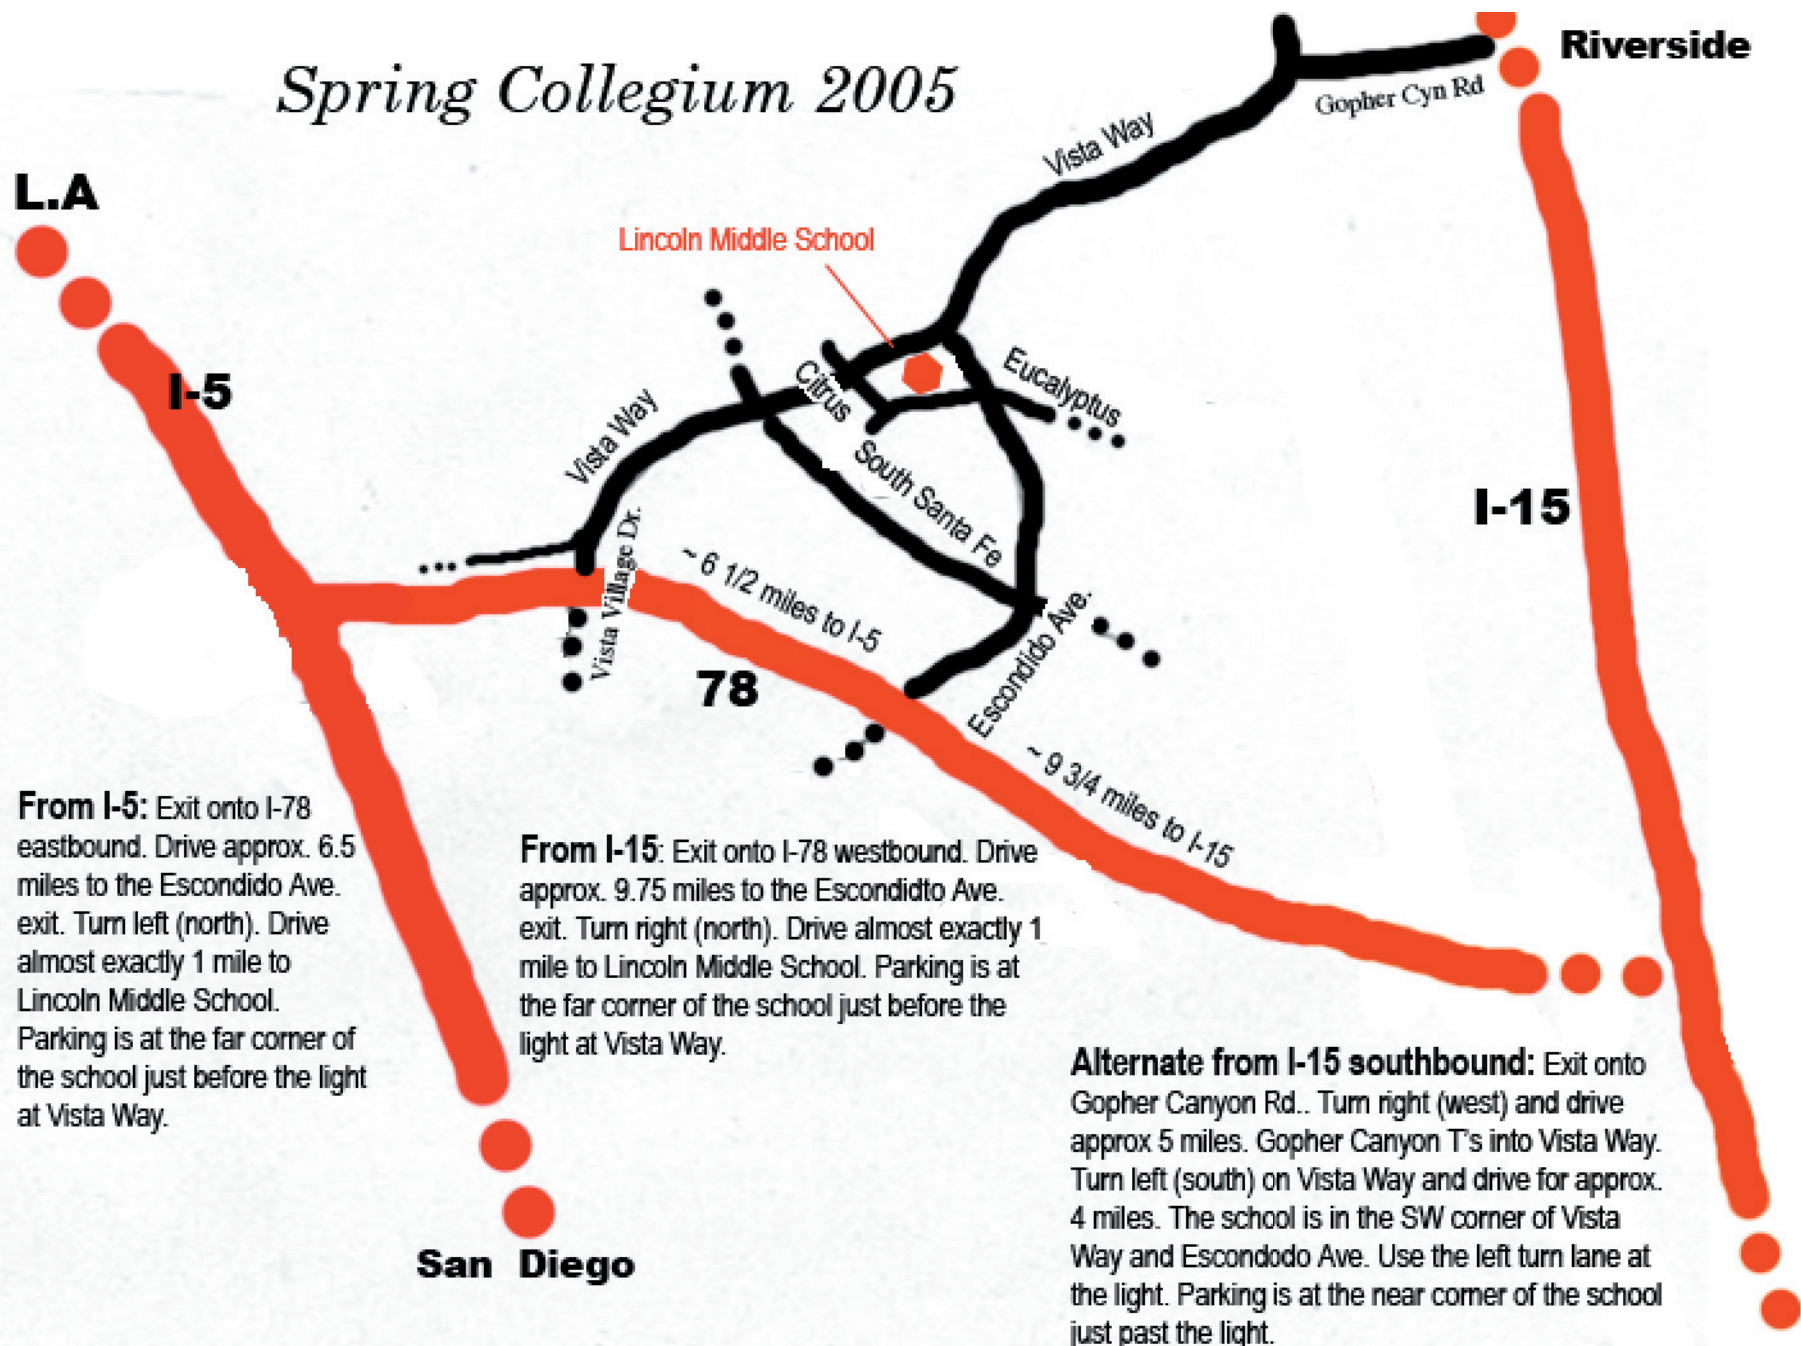 Spring Collegium 2005
Riverside
Gopher Cyn Rd
Vista Way
L.A
Lincoln Middle School
I-5
Citrus
Eucalyptus
Vista Way
South Santa Fe
I-15
Vista Village Dr.
~ 6 1/2 miles to I-5
Escondido Ave.
78
~ 9 3/4 miles to I-15
From I-5: Exit onto I-78
eastbound. Drive approx. 6.5
miles to the Escondido Ave.
exit. Turn left (north). Drive
almost exactly 1 mile to
Lincoln Middle School.
Parking is at the far corner of
the school just before the light
at Vista Way.
From I-15: Exit onto I-78 westbound. Drive
approx. 9.75 miles to the Escondidto Ave.
exit. Turn right (north). Drive almost exactly 1
mile to Lincoln Middle School. Parking is at
the far corner of the school just before the
light at Vista Way.
Alternate from I-15 southbound: Exit onto
Gopher Canyon Rd.. Turn right (west) and drive
approx 5 miles. Gopher Canyon T's into Vista Way.
Turn left (south) on Vista Way and drive for approx.
4 miles. The school is in the SW corner of Vista
Way and Escondodo Ave. Use the left turn lane at
the light. Parking is at the near corner of the school
just past the light.
San Diego